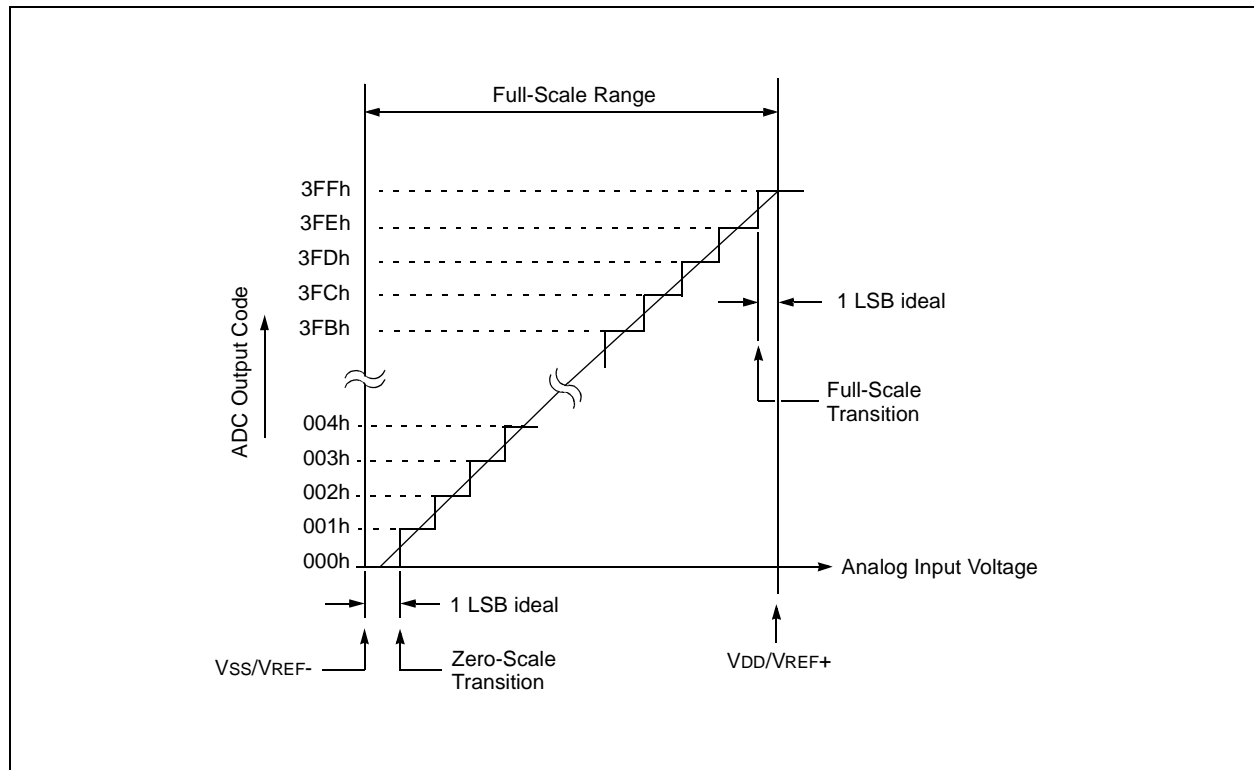 Full-Scale Range
3FFh
3FEh
3FDh
3FCh
3FBh
1 LSB ideal
Full-Scale
Transition
ADC Output Code
004h
003h
002h
001h
000h
Analog Input Voltage
1 LSB ideal
VSS/VREF-
Zero-Scale
Transition
VDD/VREF+